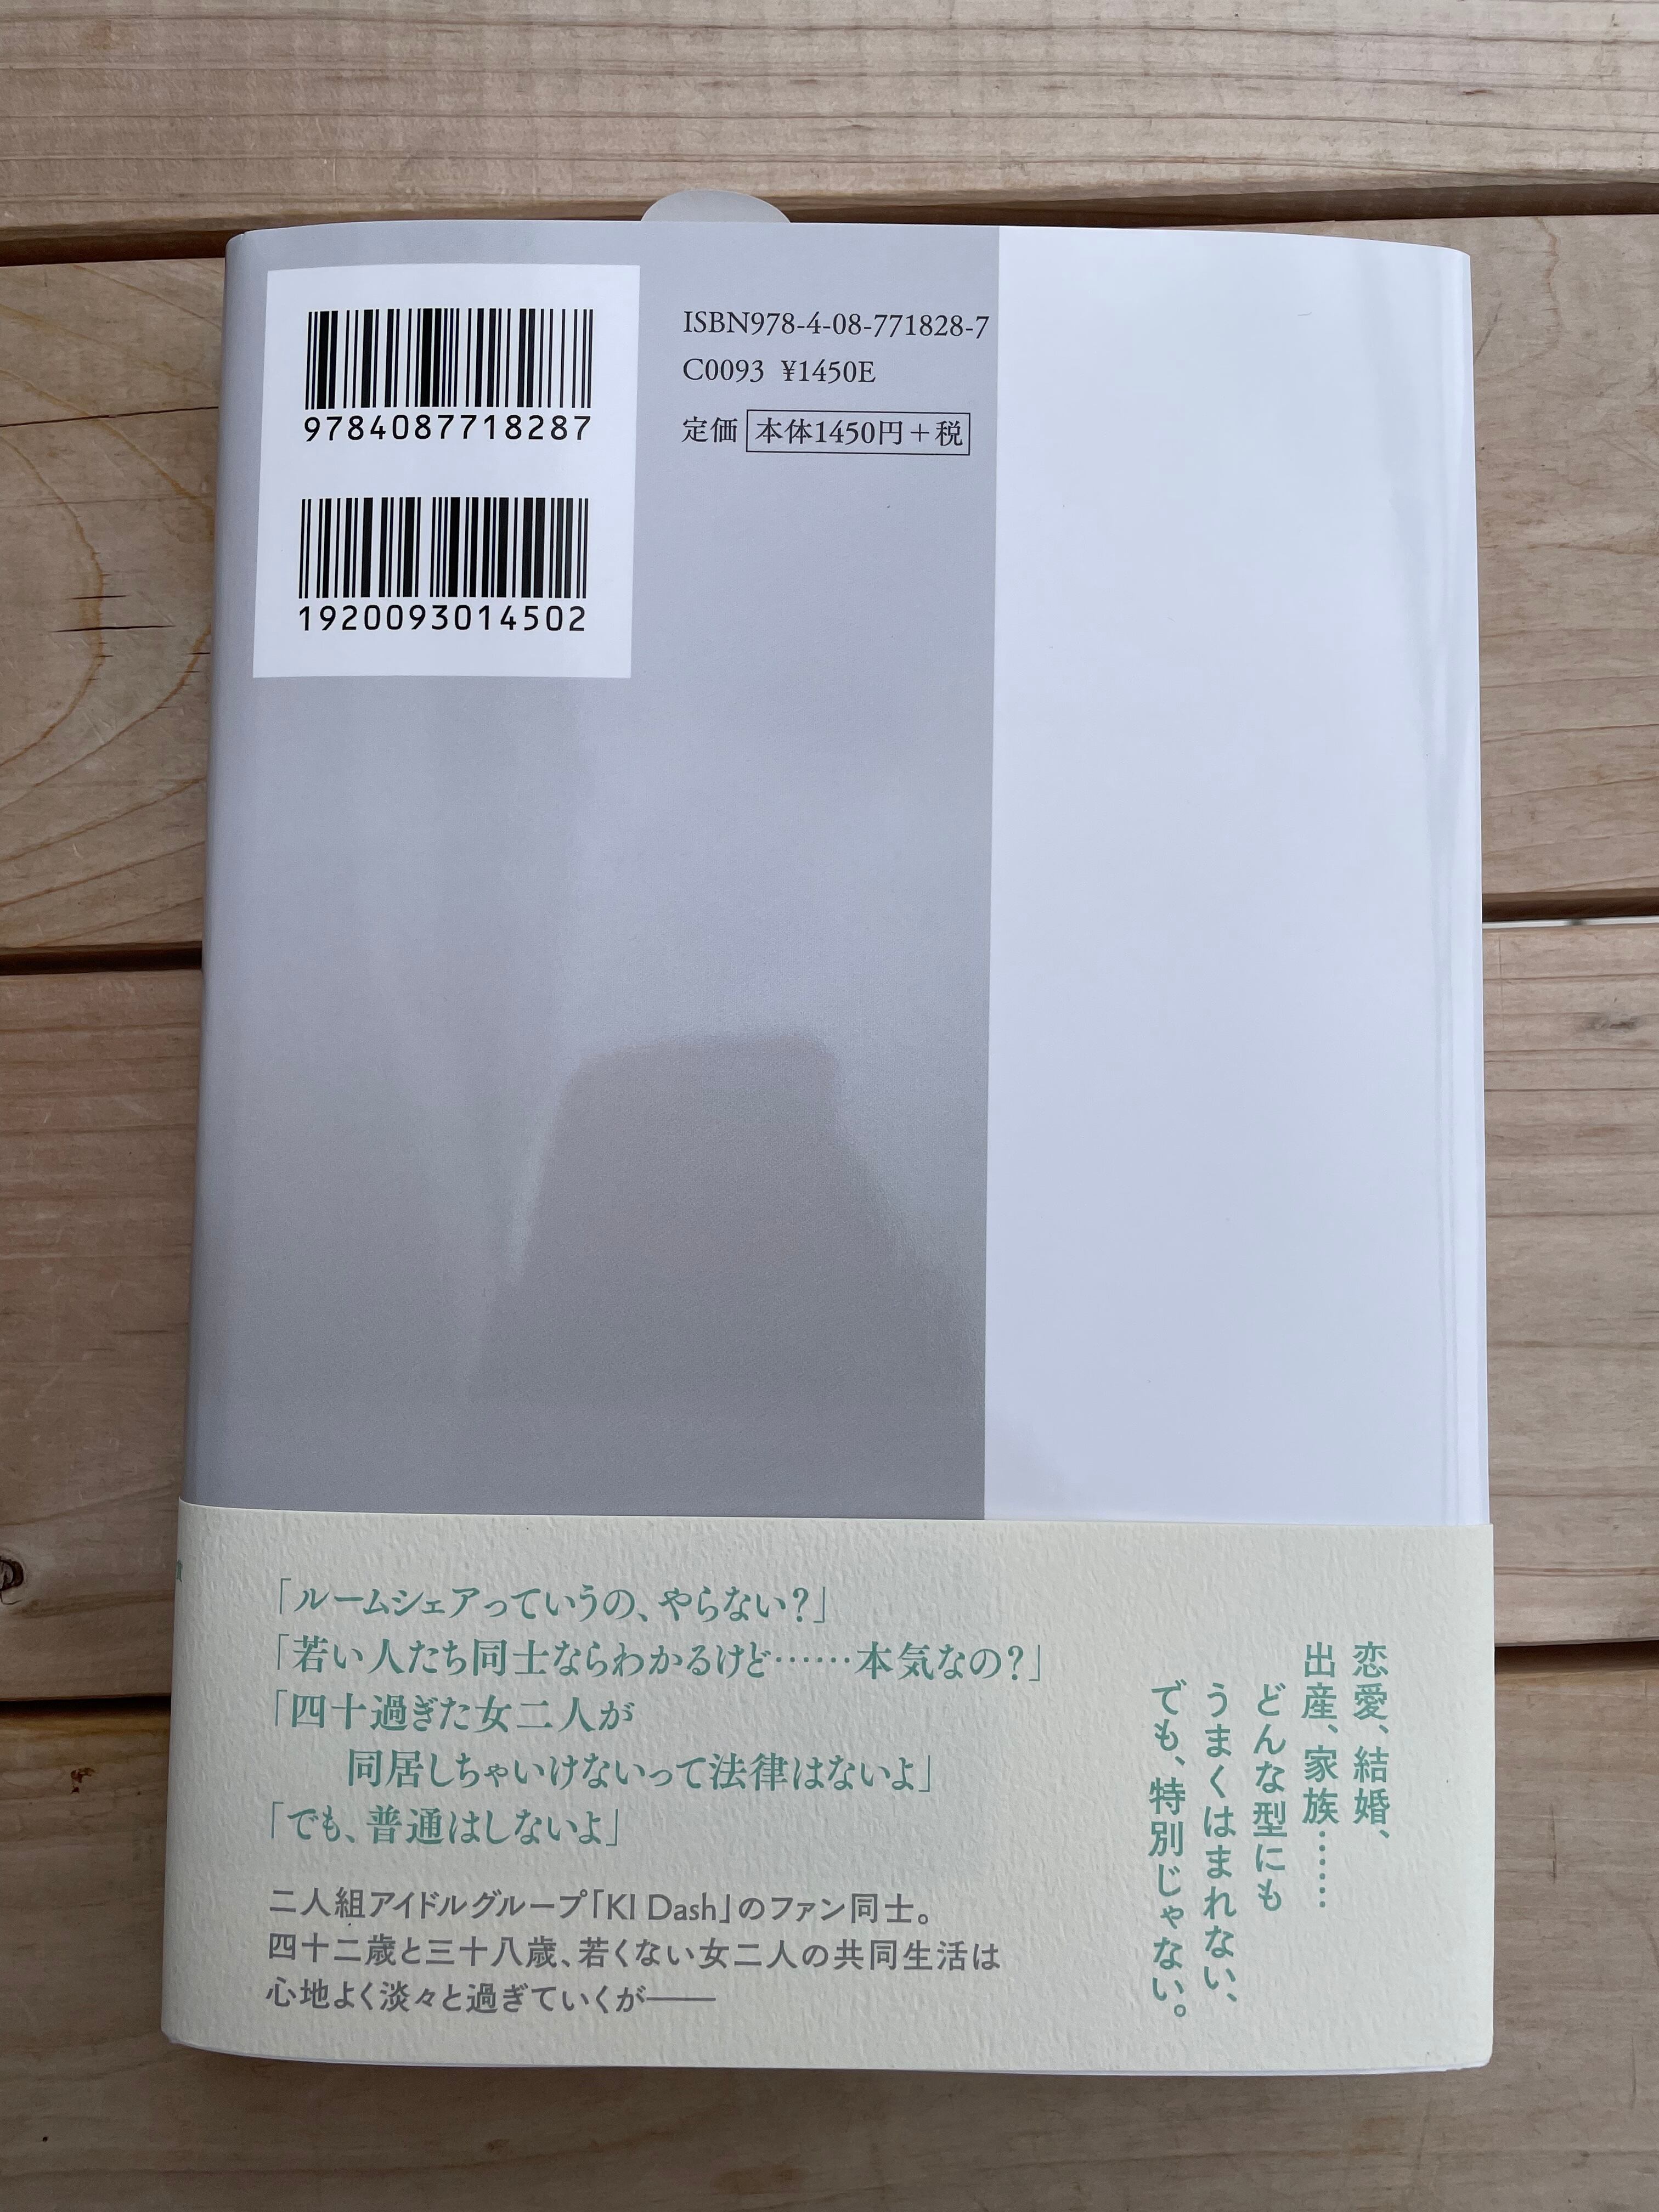 9784087718287
1920093014502
ISBN978-4-08-771828-7
C0093 ¥1450E
定価 本体1450円＋税
恋愛、結婚、
出産、家族……
どんな型にも
うまくはまれない、
でも、特別じゃない。
「ルームシェアっていうの、やらない？」
「若い人たち同士ならわかるけど……本気なの？」
「四十過ぎた女二人が
同居しちゃいけないって法律はないよ」
「でも、普通はしないよ」
二人組アイドルグループ「KI Dash」のファン同士。
四十二歳と三十八歳、若くない女二人の共同生活は
心地よく淡々と過ぎていくが――